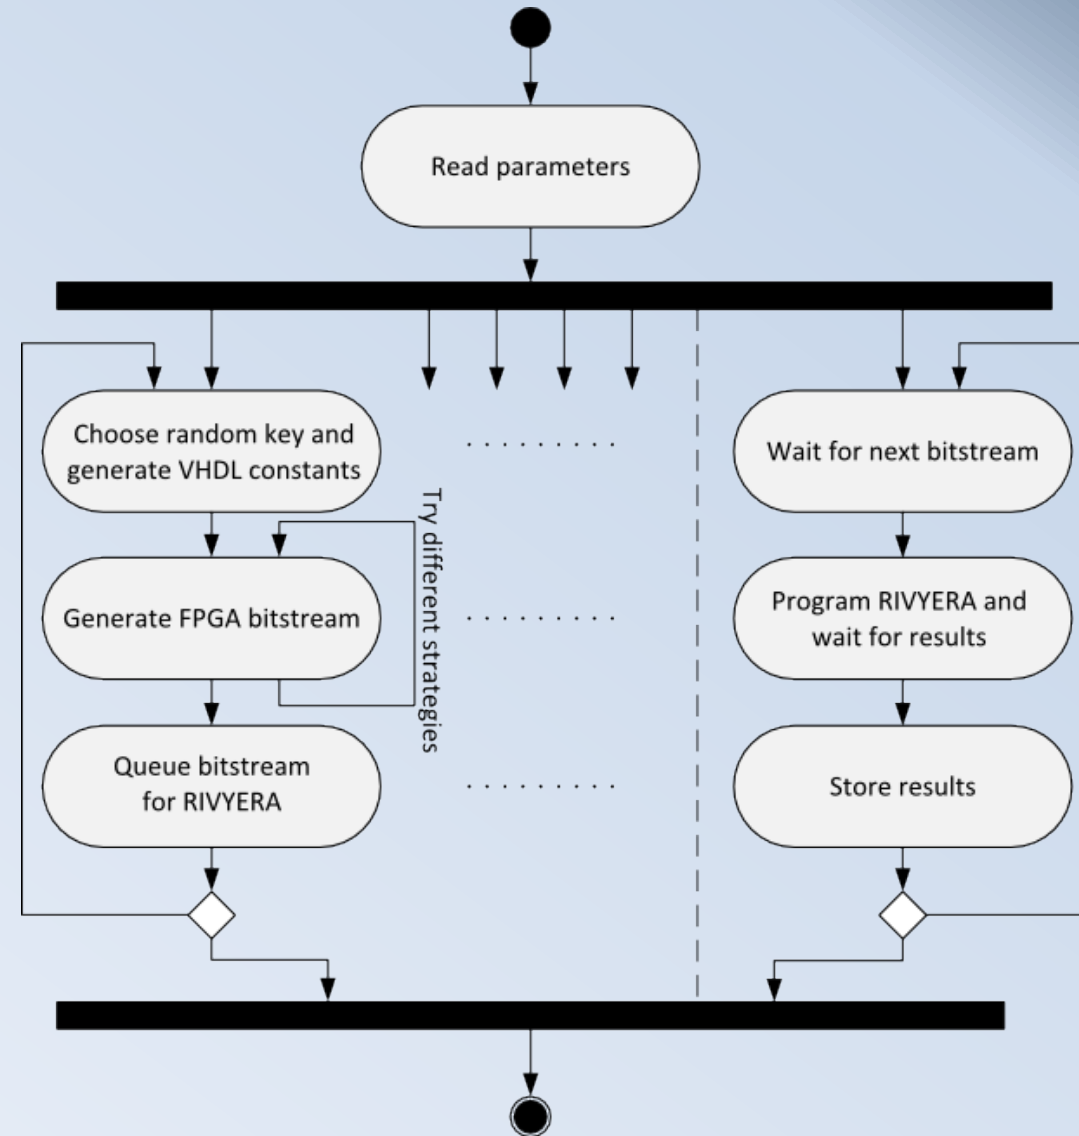 Read parameters
Choose random key and
generate VHDL constants
Generate FPGA bitstream
Try different strategies
Queue bitstream
for RIVYERA
. . . . . . . . .
. . . . . . . . .
. . . . . . . . .
Wait for next bitstream
Program RIVYERA and
wait for results
Store results